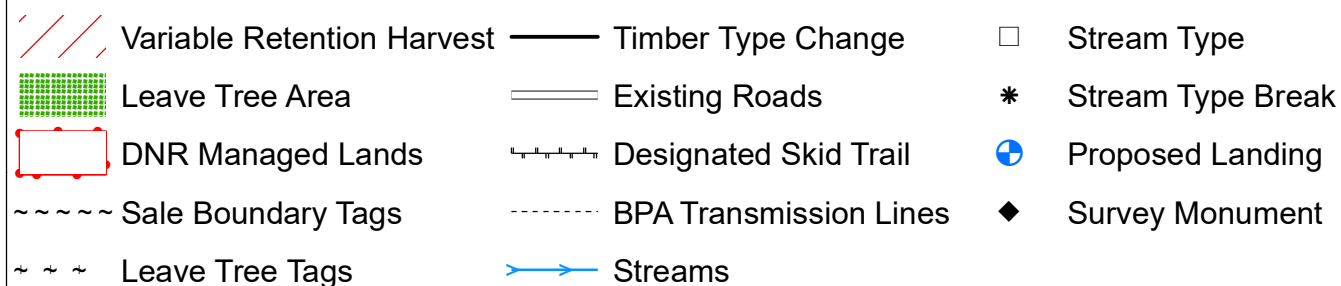 Variable Retention Harvest Timber Type Change Stream Type
Leave Tree Area Existing Roads Stream Type Break
DNR Managed Lands Designated Skid Trail Proposed Landing
Sale Boundary Tags BPA Transmission Lines Survey Monument
Leave Tree Tags Streams